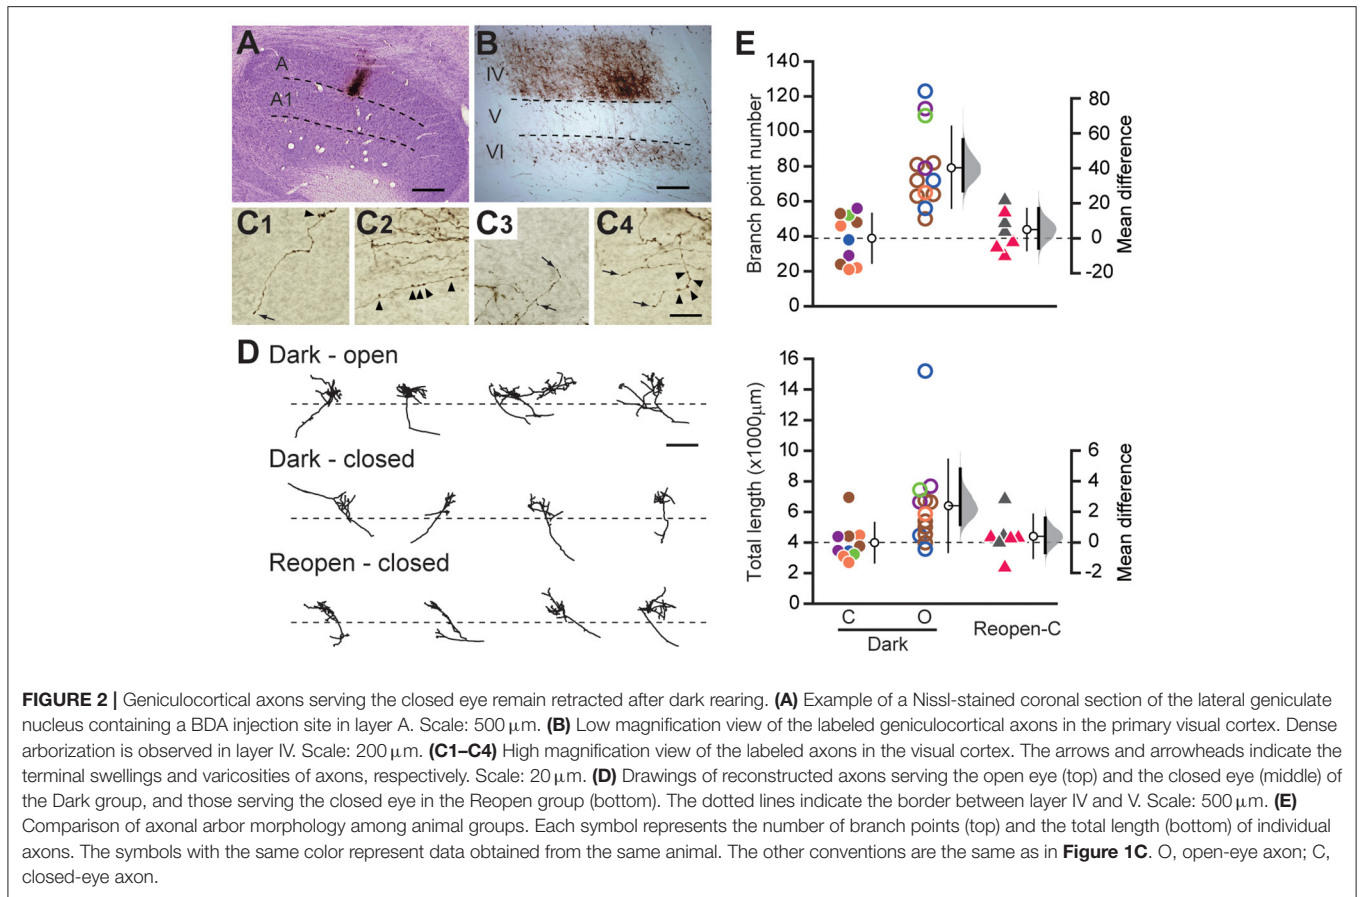 A
A
A1
B
IV
V
VI
C1
C2
C3
C4
D Dark - open
Dark - closed
Reopen - closed
E
140
120
100
80
60
40
20
0
Branch point number
80
60
40
20
0
-20
Mean difference
16
14
12
10
8
6
4
2
0
Total length (x1000μm)
6
4
2
0
-2
Mean difference
C
O
Dark
Reopen-C
FIGURE 2 | Geniculocortical axons serving the closed eye remain retracted after dark rearing. (A) Example of a Nissl-stained coronal section of the lateral geniculate
nucleus containing a BDA injection site in layer A. Scale: 500 μm. (B) Low magnification view of the labeled geniculocortical axons in the primary visual cortex. Dense
arborization is observed in layer IV. Scale: 200 μm. (C1–C4) High magnification view of the labeled axons in the visual cortex. The arrows and arrowheads indicate the
terminal swellings and varicosities of axons, respectively. Scale: 20 μm. (D) Drawings of reconstructed axons serving the open eye (top) and the closed eye (middle) of
the Dark group, and those serving the closed eye in the Reopen group (bottom). The dotted lines indicate the border between layer IV and V. Scale: 500 μm. (E)
Comparison of axonal arbor morphology among animal groups. Each symbol represents the number of branch points (top) and the total length (bottom) of individual
axons. The symbols with the same color represent data obtained from the same animal. The other conventions are the same as in Figure 1C. O, open-eye axon; C,
closed-eye axon.